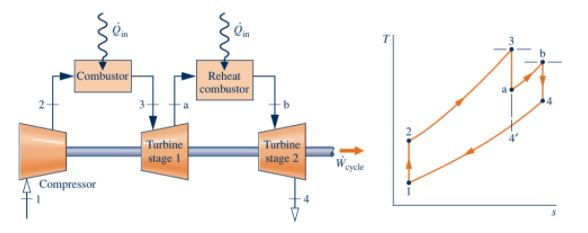 Q̇in
Q̇in
Combustor
Reheat
combustor
2
3
a
b
Turbine
stage 1
Turbine
stage 2
Ẇcycle
Compressor
1
4
T
3
b
a
4
2
4′
1
s